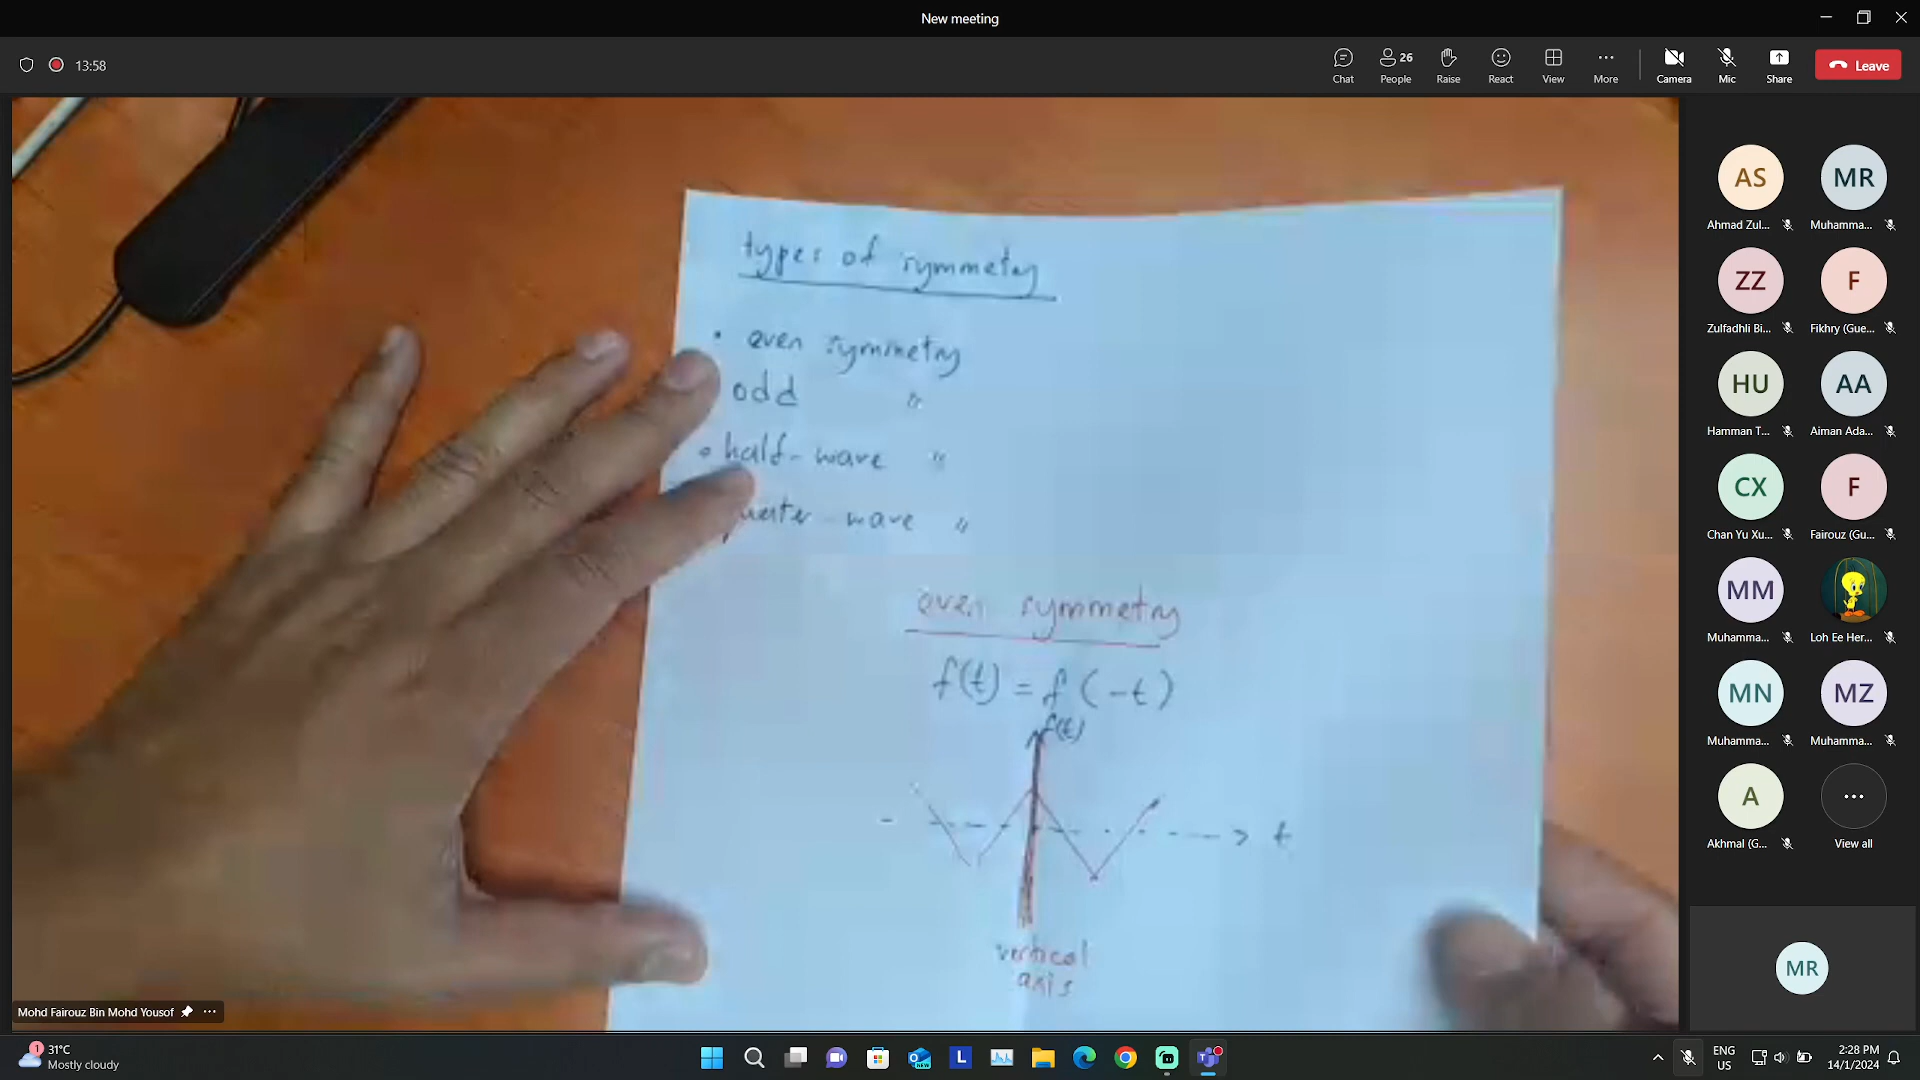 New meeting
13:58
Chat
26
People
Raise
React
View
More
Camera
Mic
Share
Leave
types of symmetry
• even symmetry
odd "
• half-wave "
quarter-wave "
even symmetry
f(t) = f(-t)
f(t)
t
vertical
axis
AS
Ahmad Zul...
MR
Muhamma...
ZZ
Zulfadhli Bi...
F
Fikhry (Gue...
HU
Hamman T...
AA
Aiman Ada...
CX
Chan Yu Xu...
F
Fairouz (Gu...
MM
Muhamma...
Loh Ee Her...
MN
Muhamma...
MZ
Muhamma...
A
Akhmal (G...
View all
MR
Mohd Fairouz Bin Mohd Yousof
1
31°C
Mostly cloudy
NEW
L
ENG
US
2:28 PM
14/1/2024